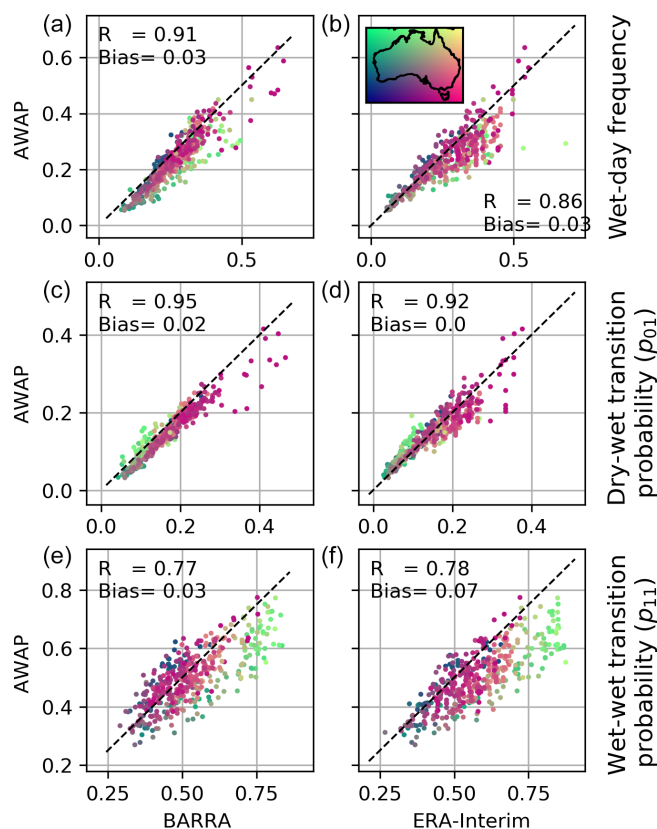 (a)
R = 0.91
Bias= 0.03
(b)
R = 0.86
Bias= 0.03
AWAP
0.6
0.4
0.2
0.0
0.0
0.5
0.0
0.5
Wet-day frequency
(c)
R = 0.95
Bias= 0.02
(d)
R = 0.92
Bias= 0.0
AWAP
0.4
0.2
0.0
0.0
0.2
0.4
0.0
0.2
0.4
Dry-wet transition
probability (p01)
(e)
R = 0.77
Bias= 0.03
(f)
R = 0.78
Bias= 0.07
AWAP
0.8
0.6
0.4
0.2
0.25
0.50
0.75
0.25
0.50
0.75
BARRA
ERA-Interim
Wet-wet transition
probability (p11)